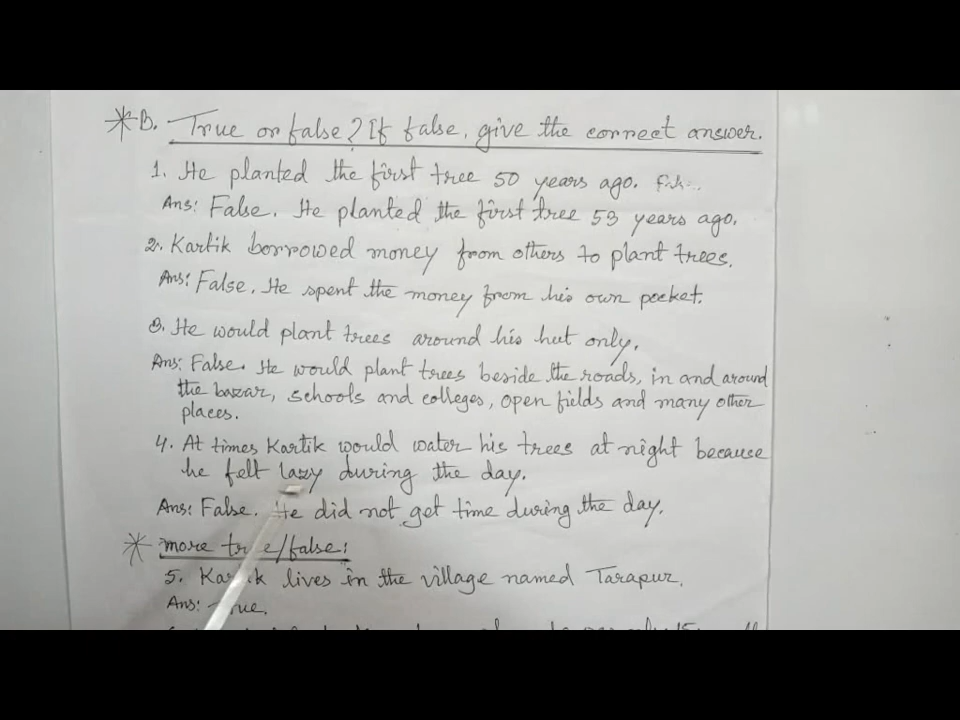 *B. True or false? If false, give the correct answer.
1. He planted the first tree 50 years ago.
Ans: False. He planted the first tree 53 years ago.
2. Kartik borrowed money from others to plant trees.
Ans: False. He spent the money from his own pocket.
3. He would plant trees around his hut only.
Ans: False. He would plant trees beside the roads, in and around
the bazar, schools and colleges, open fields and many other
places.
4. At times Kartik would water his trees at night because
he felt lazy during the day.
Ans: False. He did not get time during the day.
* more true/false:
5. Kartik lives in the village named Tarapur.
Ans: True.